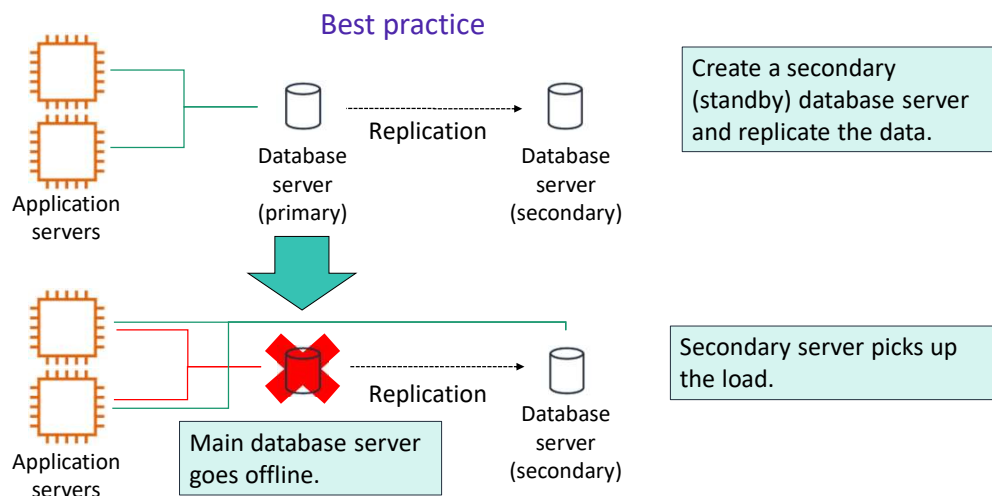 Best practice
Create a secondary
(standby) database server
and replicate the data.
Replication
Application
servers
Database
server
(primary)
Database
server
(secondary)
Secondary server picks up
the load.
Replication
Main database server
goes offline.
Database
server
(secondary)
Application
servers